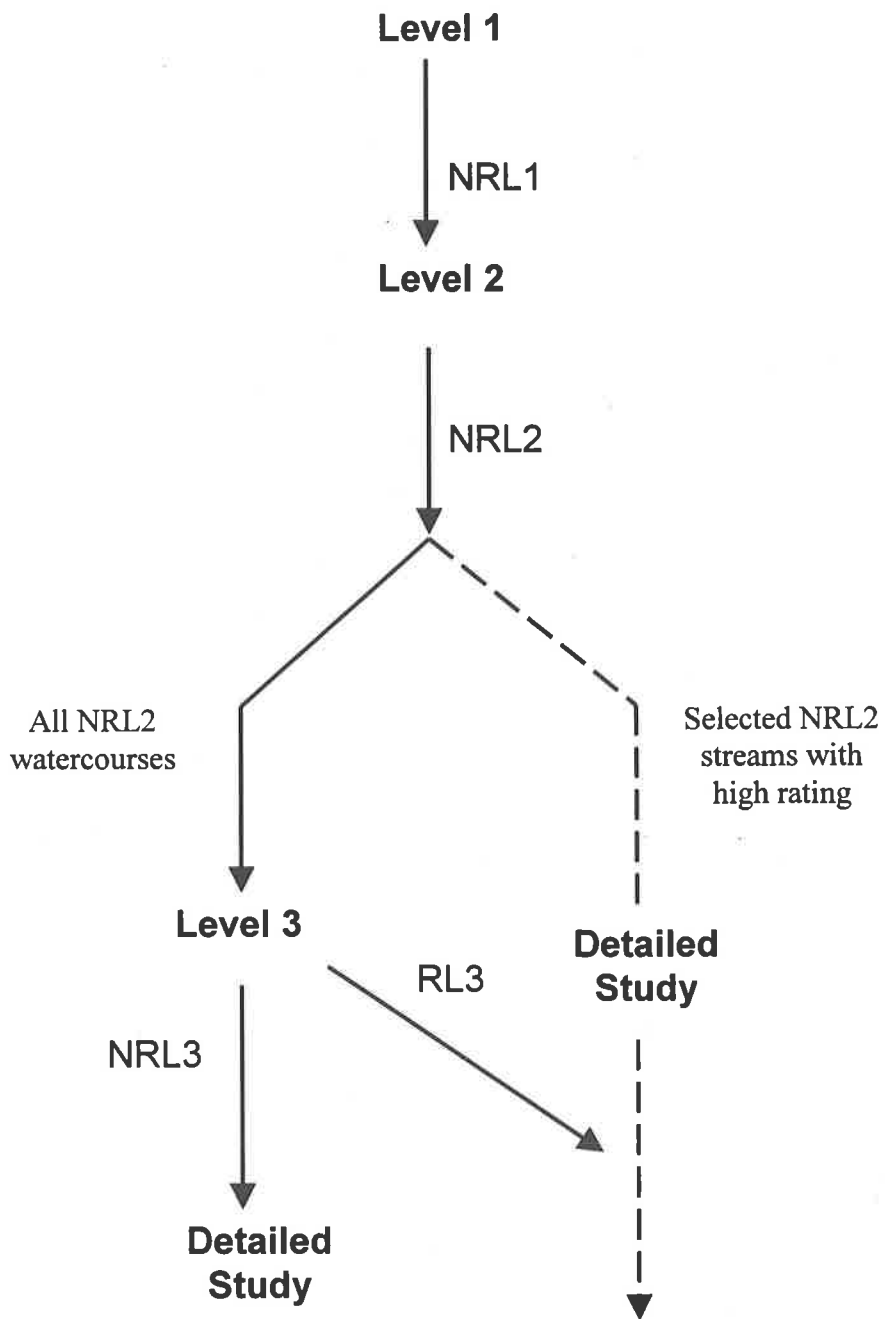 Level 1
NRL1
Level 2
NRL2
All NRL2
watercourses
Selected NRL2
streams with
high rating
Level 3
Detailed
Study
RL3
NRL3
Detailed
Study